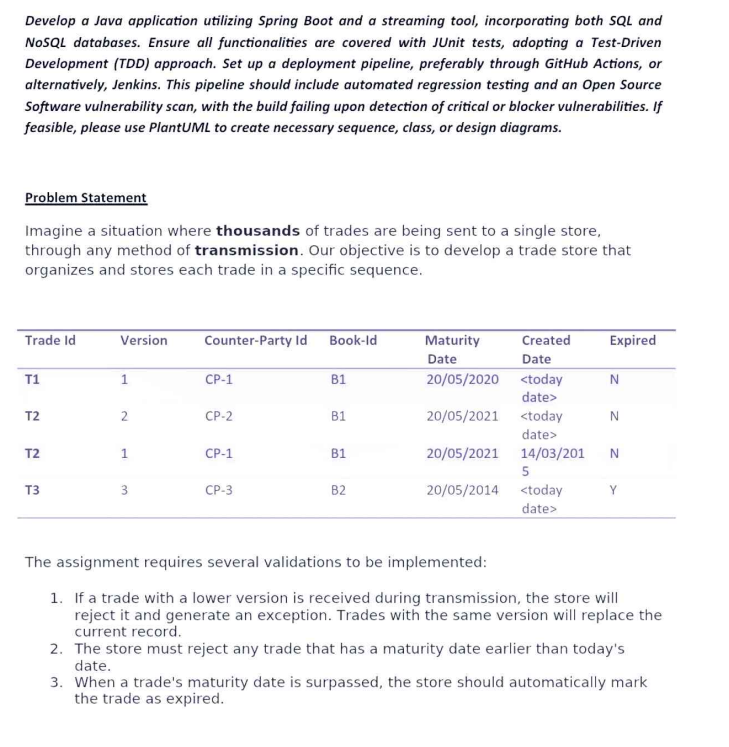 Develop a Java application utilizing Spring Boot and a streaming tool, incorporating both SQL and
NoSQL databases. Ensure all functionalities are covered with JUnit tests, adopting a Test-Driven
Development (TDD) approach. Set up a deployment pipeline, preferably through GitHub Actions, or
alternatively, Jenkins. This pipeline should include automated regression testing and an Open Source
Software vulnerability scan, with the build failing upon detection of critical or blocker vulnerabilities. If
feasible, please use PlantUML to create necessary sequence, class, or design diagrams.
Problem Statement
Imagine a situation where thousands of trades are being sent to a single store,
through any method of transmission. Our objective is to develop a trade store that
organizes and stores each trade in a specific sequence.
Trade Id Version Counter-Party Id Book-Id Maturity Created Expired
Date Date
T1 1 CP-1 B1 20/05/2020 <today N
date>
T2 2 CP-2 B1 20/05/2021 <today N
date>
T2 1 CP-1 B1 20/05/2021 14/03/201 N
5
T3 3 CP-3 B2 20/05/2014 <today Y
date>
The assignment requires several validations to be implemented:
1. If a trade with a lower version is received during transmission, the store will
reject it and generate an exception. Trades with the same version will replace the
current record.
2. The store must reject any trade that has a maturity date earlier than today's
date.
3. When a trade's maturity date is surpassed, the store should automatically mark
the trade as expired.